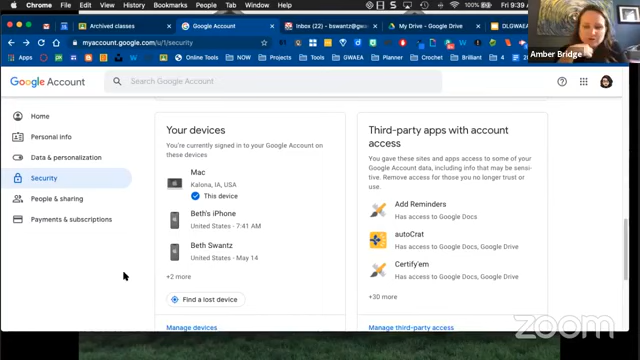 Chrome File Edit View History Bookmarks People Tab Window Help
100% Fri 9:39 A
Archived classes
Google Account
Inbox (22) - bswantz@gwaea
My Drive - Google Drive
DLGWAEA
myaccount.google.com/u/1/security
Apps
Online Tools
GWAEA
NOW
Projects
Tools
Planner
Crochet
Brilliant
Amber Bridge
Google Account
Search Google Account
Home
Personal info
Data & personalization
Security
People & sharing
Payments & subscriptions
Your devices
You're currently signed in to your Google Account on
these devices
Mac
Kalona, IA, USA
This device
Beth's iPhone
United States - 7:41 AM
Beth Swantz
United States - May 14
+2 more
Find a lost device
Manage devices
Third-party apps with account
access
You gave these sites and apps access to some of your
Google Account data, including info that may be sensi-
tive. Remove access for those you no longer trust or
use.
Add Reminders
Has access to Google Docs
autoCrat
Has access to Google Docs, Google Drive
Certify'em
Has access to Google Docs, Google Drive
+30 more
Manage third-party access
zoom